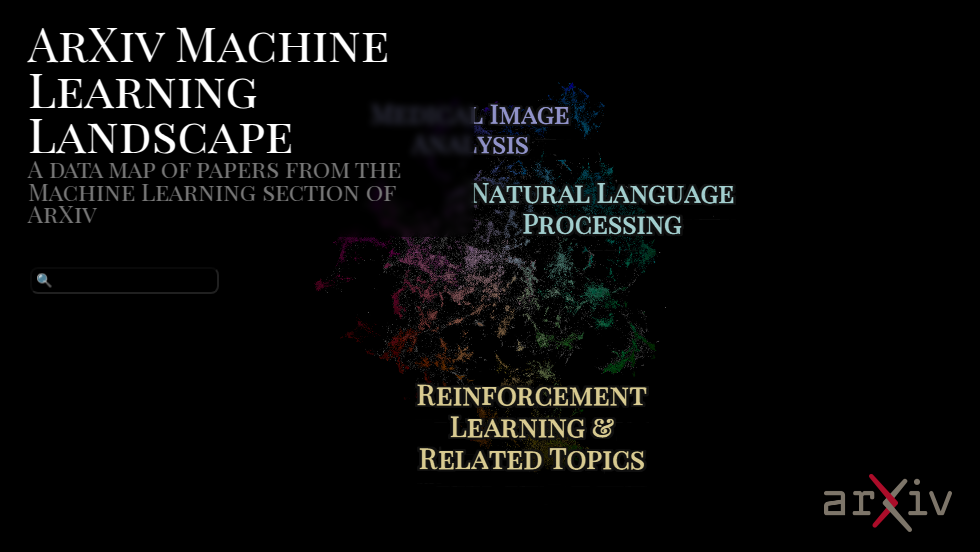 ArXiv Machine
Learning
Landscape
A data map of papers from the
Machine Learning section of
ArXiv
Medical Image
Analysis
Natural Language
Processing
Reinforcement
Learning &
Related Topics
arXiv